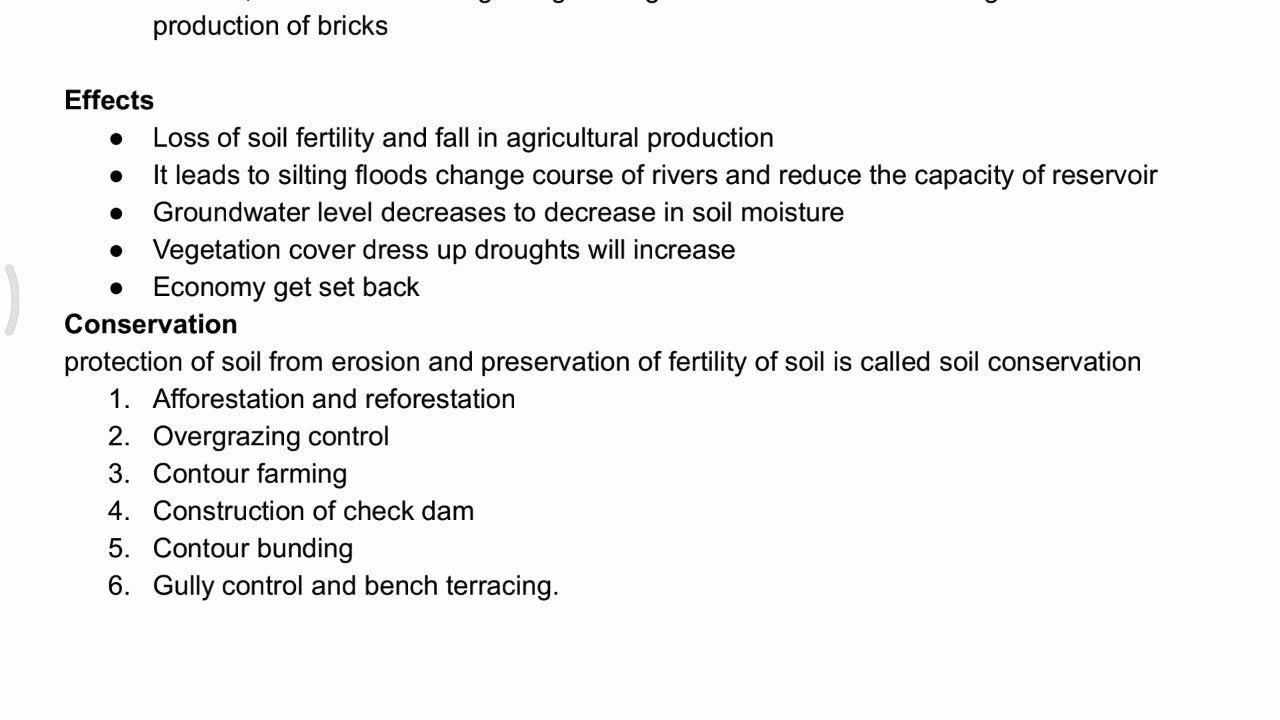 production of bricks
Effects
● Loss of soil fertility and fall in agricultural production
● It leads to silting floods change course of rivers and reduce the capacity of reservoir
● Groundwater level decreases to decrease in soil moisture
● Vegetation cover dress up droughts will increase
● Economy get set back
Conservation
protection of soil from erosion and preservation of fertility of soil is called soil conservation
1. Afforestation and reforestation
2. Overgrazing control
3. Contour farming
4. Construction of check dam
5. Contour bunding
6. Gully control and bench terracing.